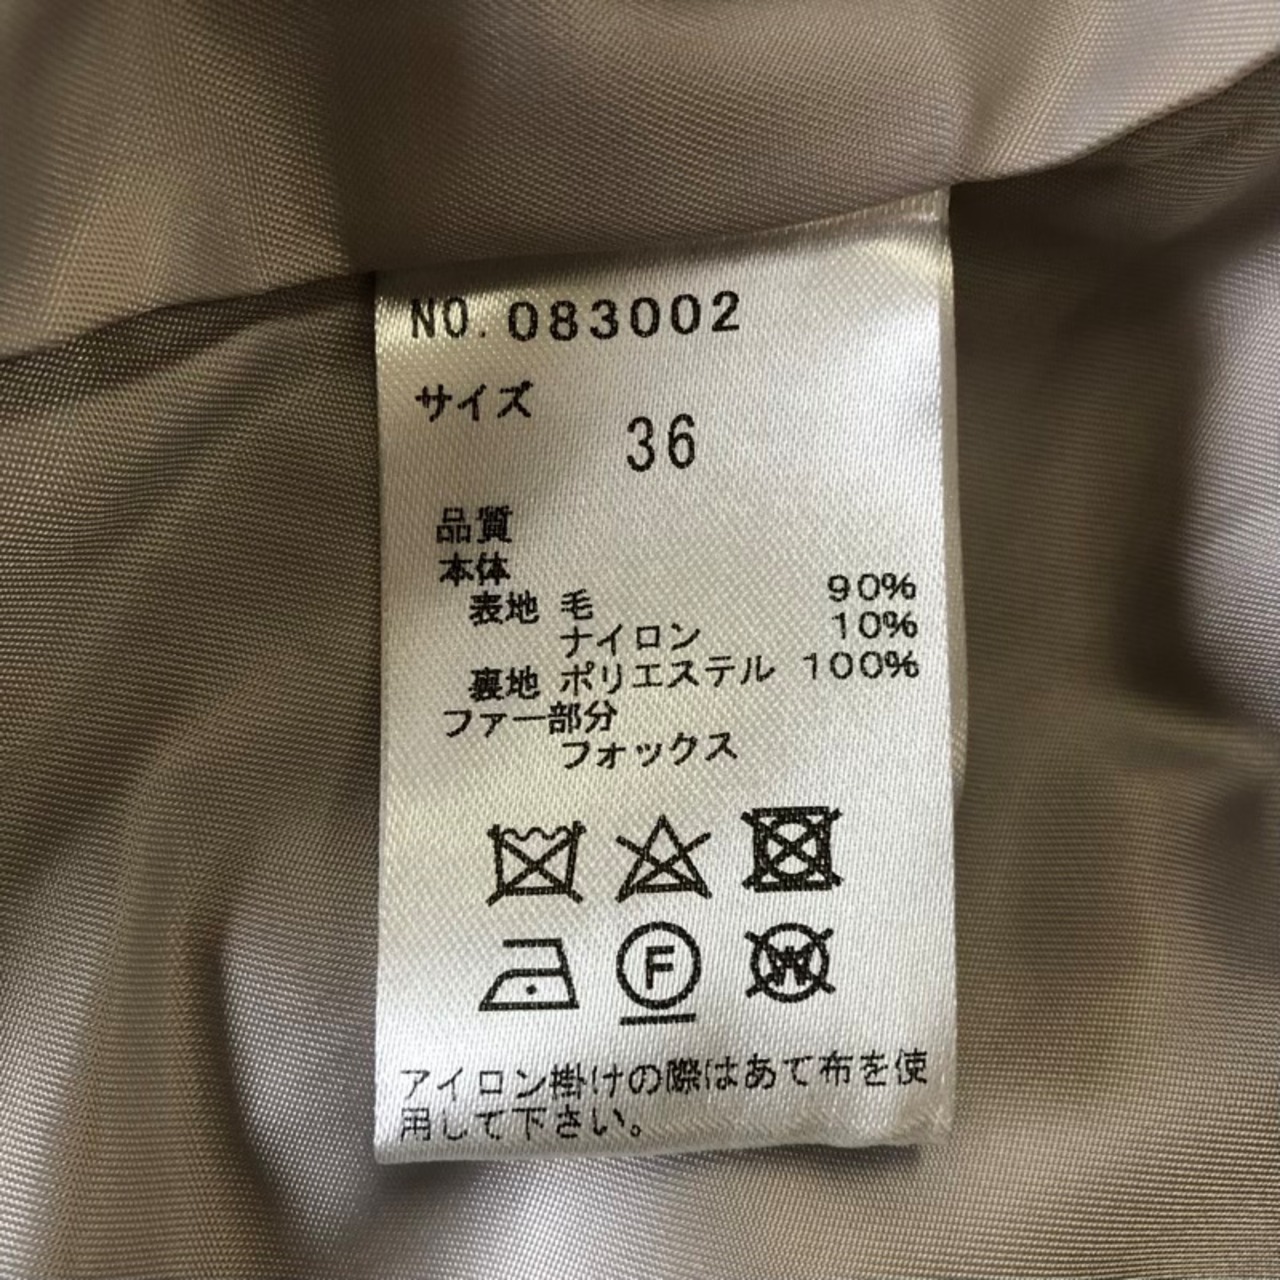 NO. 083002
サイズ
36
品質
本体
表地 毛 90%
ナイロン 10%
裏地 ポリエステル 100%
ファー部分
フォックス
F
W
アイロン掛けの際はあて布を使
用して下さい。